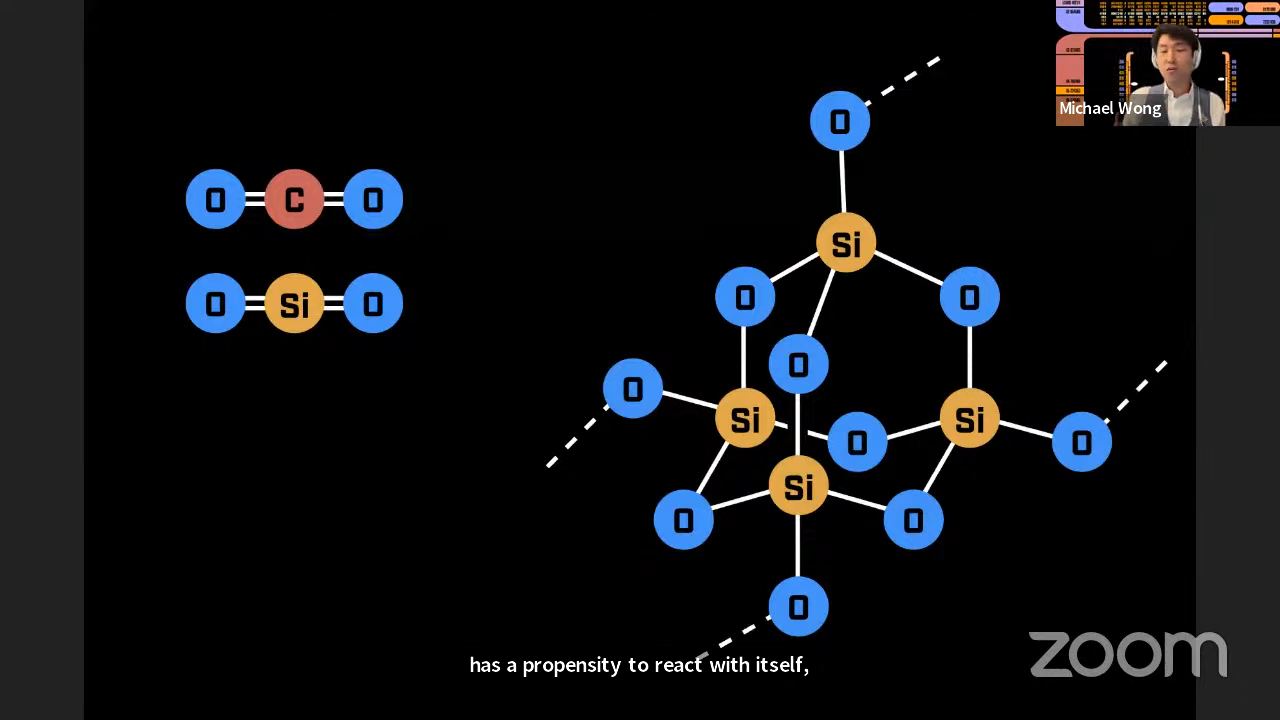 Michael Wong
O C O
O Si O
O
Si
O O
O
O Si O Si O
Si
O O
O
has a propensity to react with itself,
zoom